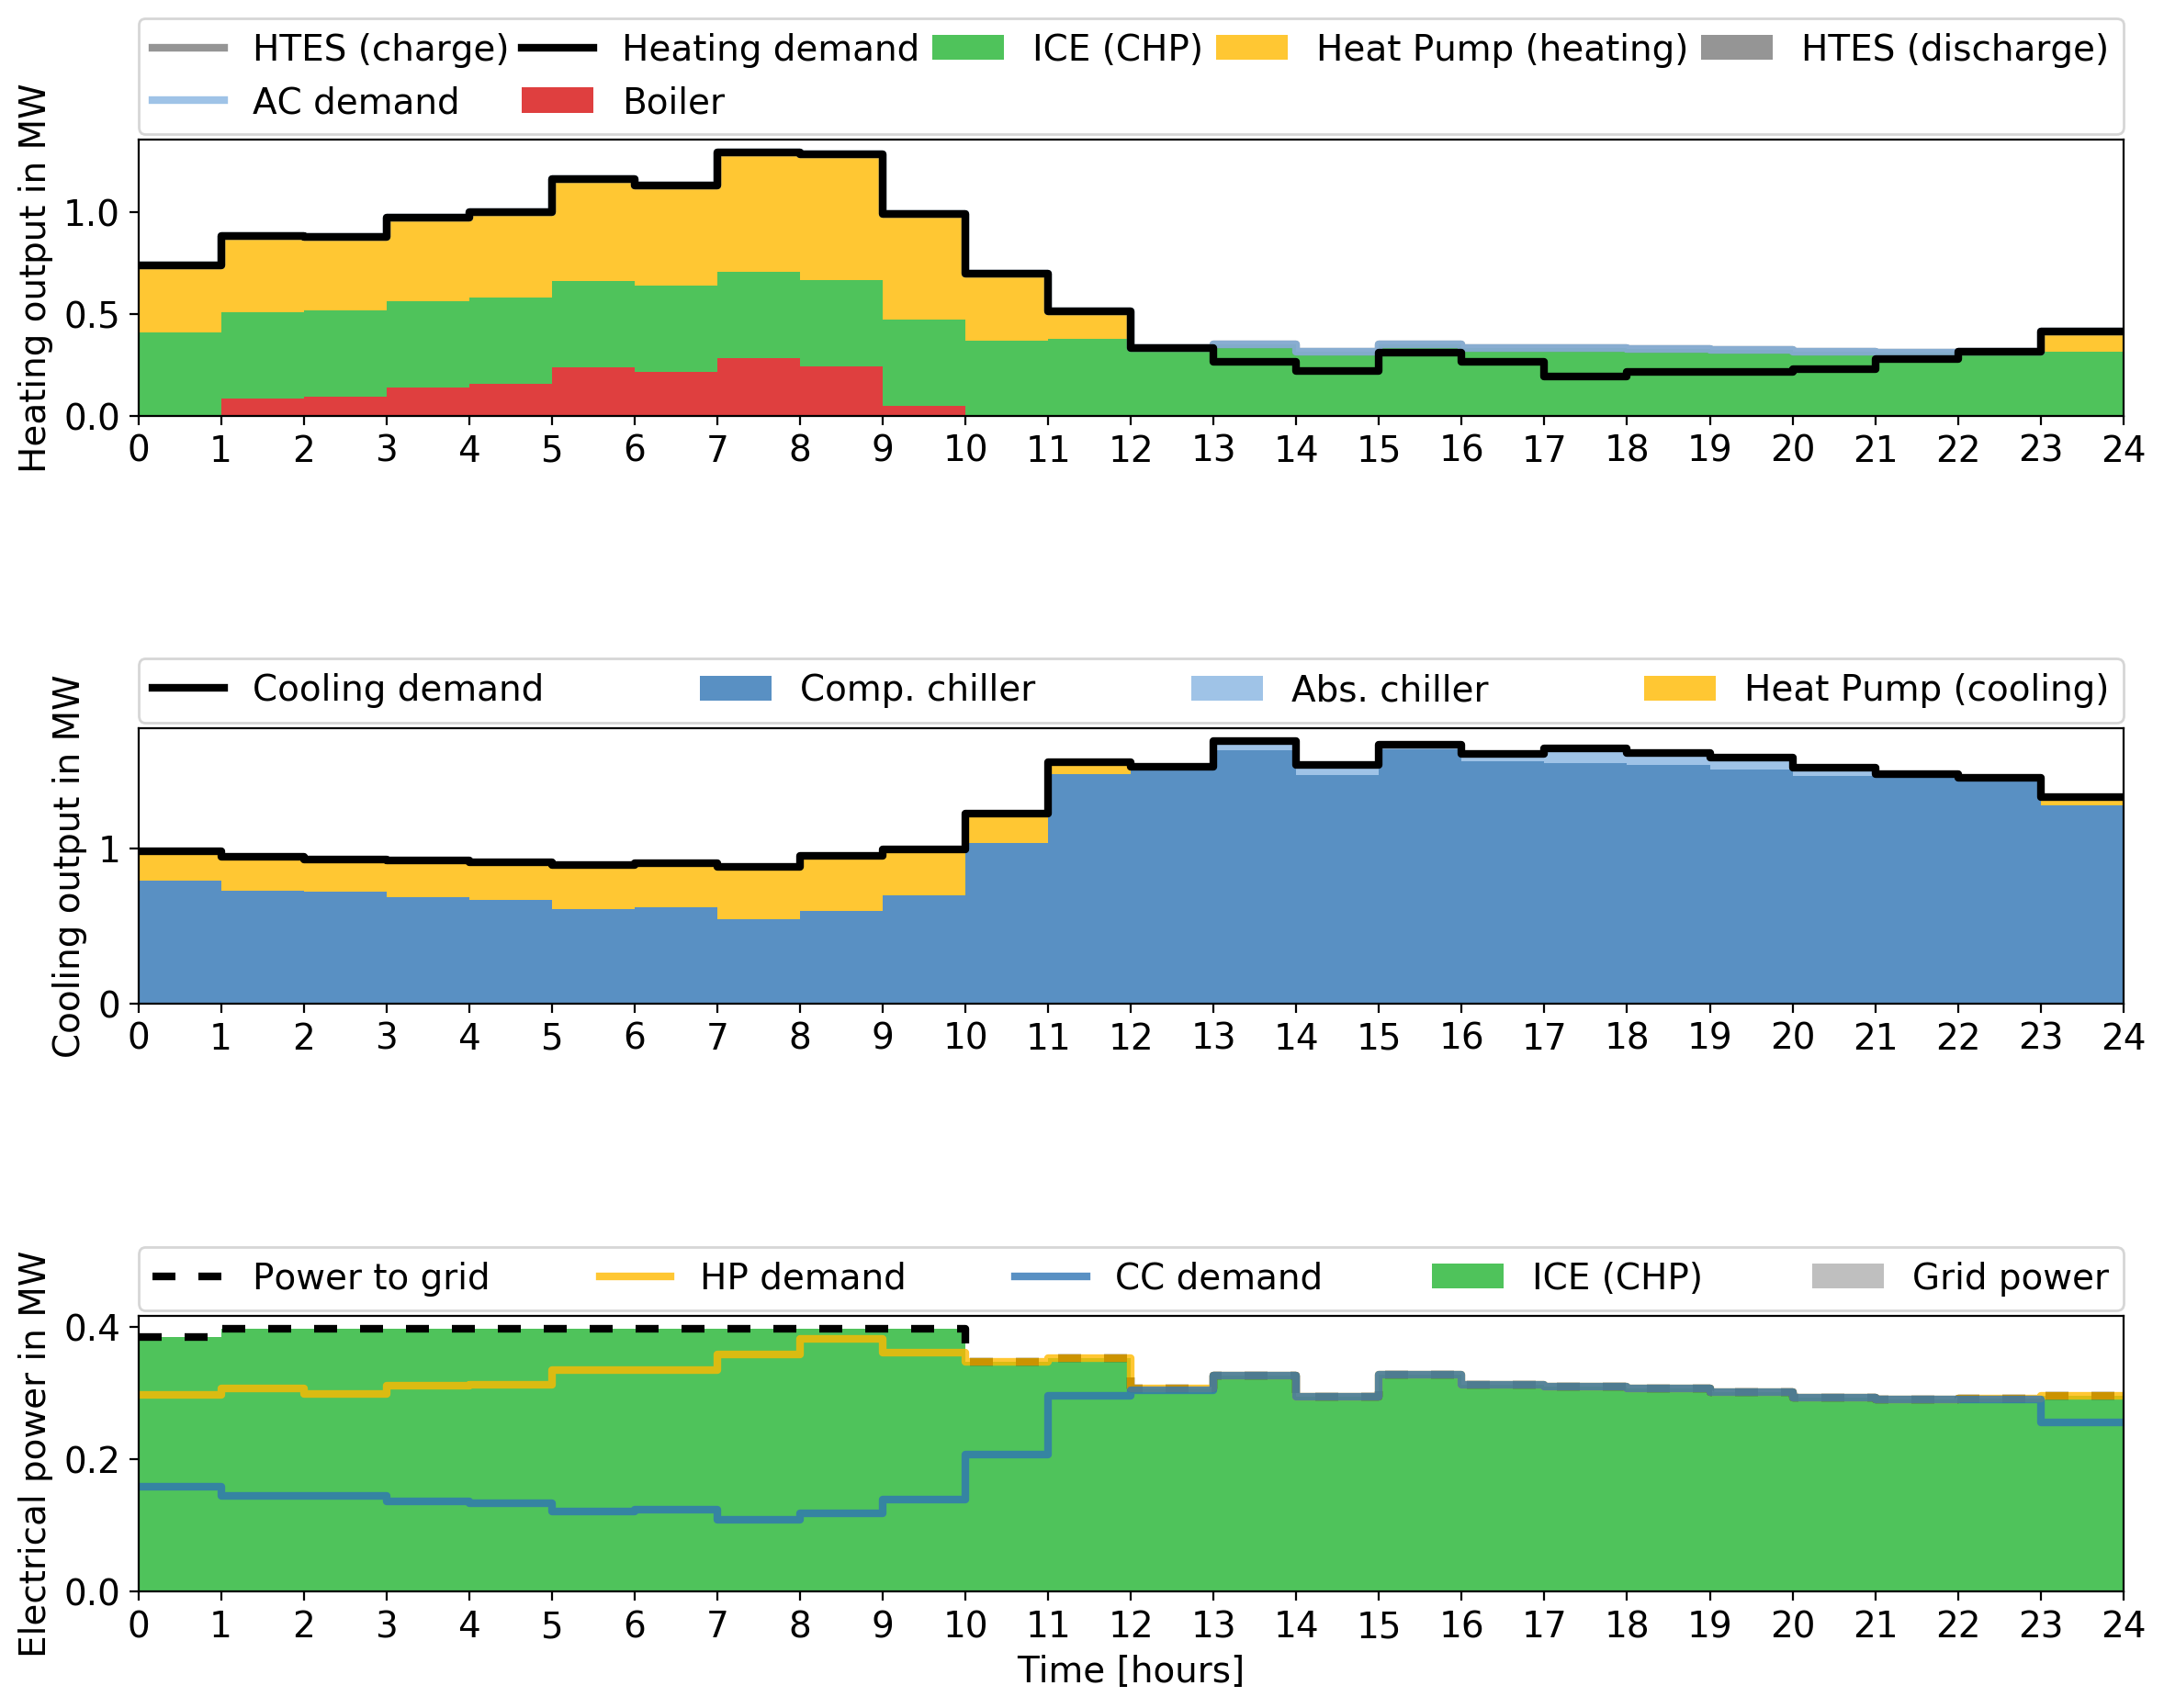 HTES (charge) Heating demand ICE (CHP) Heat Pump (heating) HTES (discharge)
AC demand Boiler
Heating output in MW
1.0
0.5
0.0
0 1 2 3 4 5 6 7 8 9 10 11 12 13 14 15 16 17 18 19 20 21 22 23 24
Cooling demand Comp. chiller Abs. chiller Heat Pump (cooling)
Cooling output in MW
1
0
0 1 2 3 4 5 6 7 8 9 10 11 12 13 14 15 16 17 18 19 20 21 22 23 24
Power to grid HP demand CC demand ICE (CHP) Grid power
Electrical power in MW
0.4
0.2
0.0
0 1 2 3 4 5 6 7 8 9 10 11 12 13 14 15 16 17 18 19 20 21 22 23 24
Time [hours]